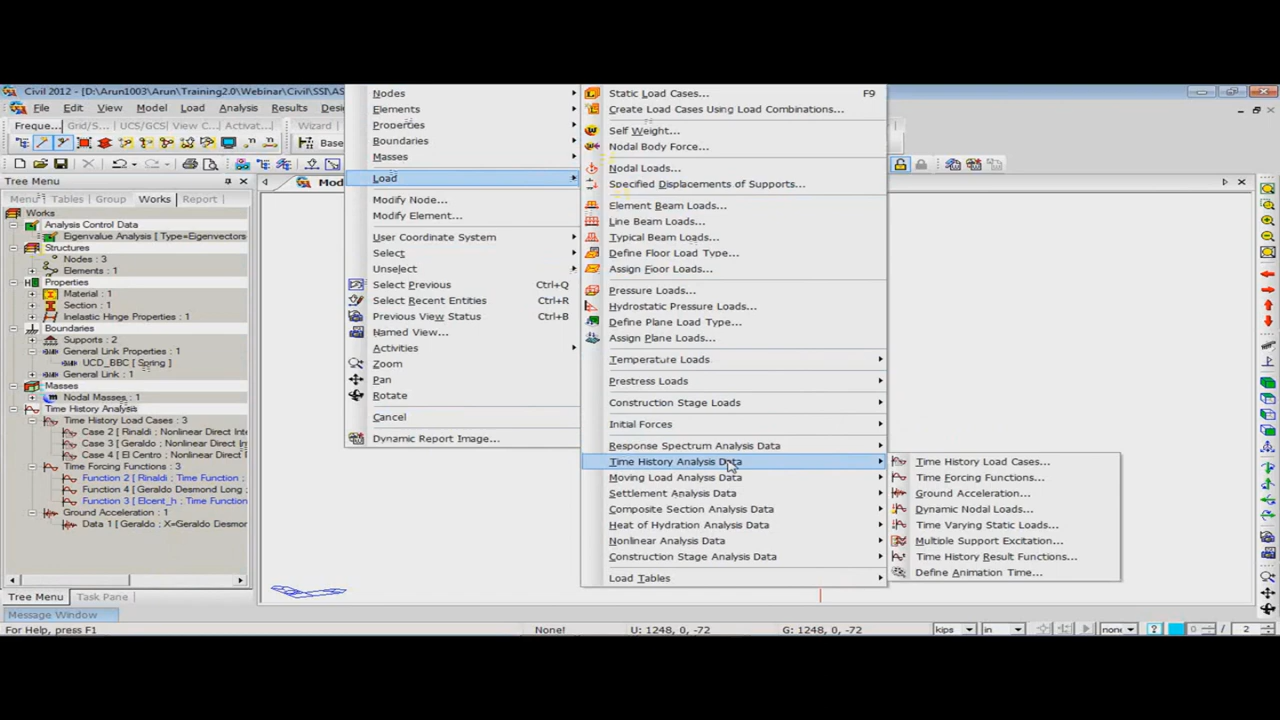 Civil 2012 - [D:\Arun1003\Arun\Training2.0\Webinar\Civil\SSI\AS
File Edit View Model Load Analysis Results Des
Freque... Grid/S... UCS/GCS View C... Activat... Wizard
Base
Tree Menu
Menu Tables Group Works Report
Mod
Works
Analysis Control Data
Eigenvalue Analysis [ Type=Eigenvectors
Structures
Nodes : 3
Elements : 1
Properties
Material : 1
Section : 1
Inelastic Hinge Properties : 1
Boundaries
Supports : 2
General Link Properties : 1
UCD_BBC [ Spring ]
General Link : 1
Masses
Nodal Masses : 1
Time History Analysis
Time History Load Cases : 3
Case 2 [ Rinaldi ; Nonlinear Direct Inte
Case 3 [ Geraldo ; Nonlinear Direct In
Case 4 [ El Centro ; Nonlinear Direct
Time Forcing Functions : 3
Function 2 [ Rinaldi ; Time Function
Function 4 [ Geraldo Desmond Long
Function 3 [ Elcent_h ; Time Function
Ground Acceleration : 1
Data 1 [ Geraldo ; X=Geraldo Desmo
Tree Menu Task Pane
Message Window
For Help, press F1
None!
U: 1248, 0, -72
G: 1248, 0, -72
kips
in
non
0 / 2
Nodes
Elements
Properties
Boundaries
Masses
Load
Modify Node...
Modify Element...
User Coordinate System
Select
Unselect
Select Previous Ctrl+Q
Select Recent Entities Ctrl+R
Previous View Status Ctrl+B
Named View...
Activities
Zoom
Pan
Rotate
Cancel
Dynamic Report Image...
Static Load Cases... F9
Create Load Cases Using Load Combinations...
Self Weight...
Nodal Body Force...
Nodal Loads...
Specified Displacements of Supports...
Element Beam Loads...
Line Beam Loads...
Typical Beam Loads...
Define Floor Load Type...
Assign Floor Loads...
Pressure Loads...
Hydrostatic Pressure Loads...
Define Plane Load Type...
Assign Plane Loads...
Temperature Loads
Prestress Loads
Construction Stage Loads
Initial Forces
Response Spectrum Analysis Data
Time History Analysis Data
Moving Load Analysis Data
Settlement Analysis Data
Composite Section Analysis Data
Heat of Hydration Analysis Data
Nonlinear Analysis Data
Construction Stage Analysis Data
Load Tables
Time History Load Cases...
Time Forcing Functions...
Ground Acceleration...
Dynamic Nodal Loads...
Time Varying Static Loads...
Multiple Support Excitation...
Time History Result Functions...
Define Animation Time...